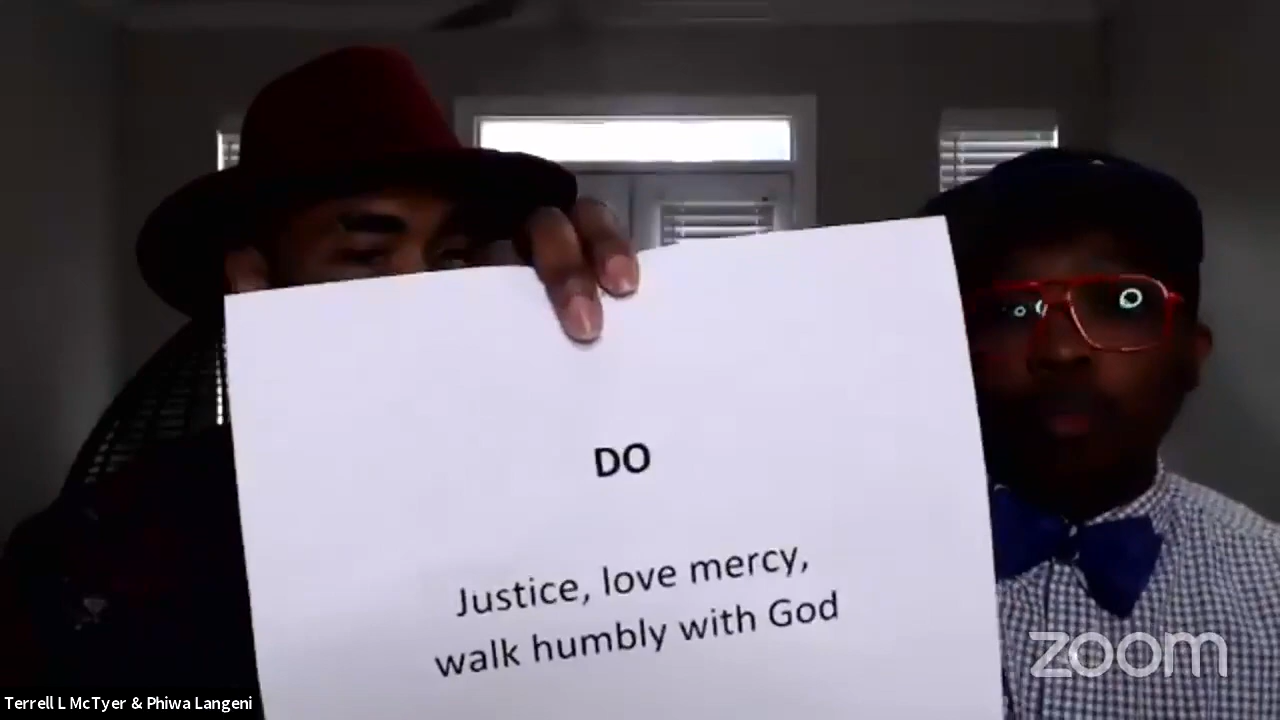 DO
Justice, love mercy,
walk humbly with God
zoom
Terrell L McTyer & Phiwa Langeni